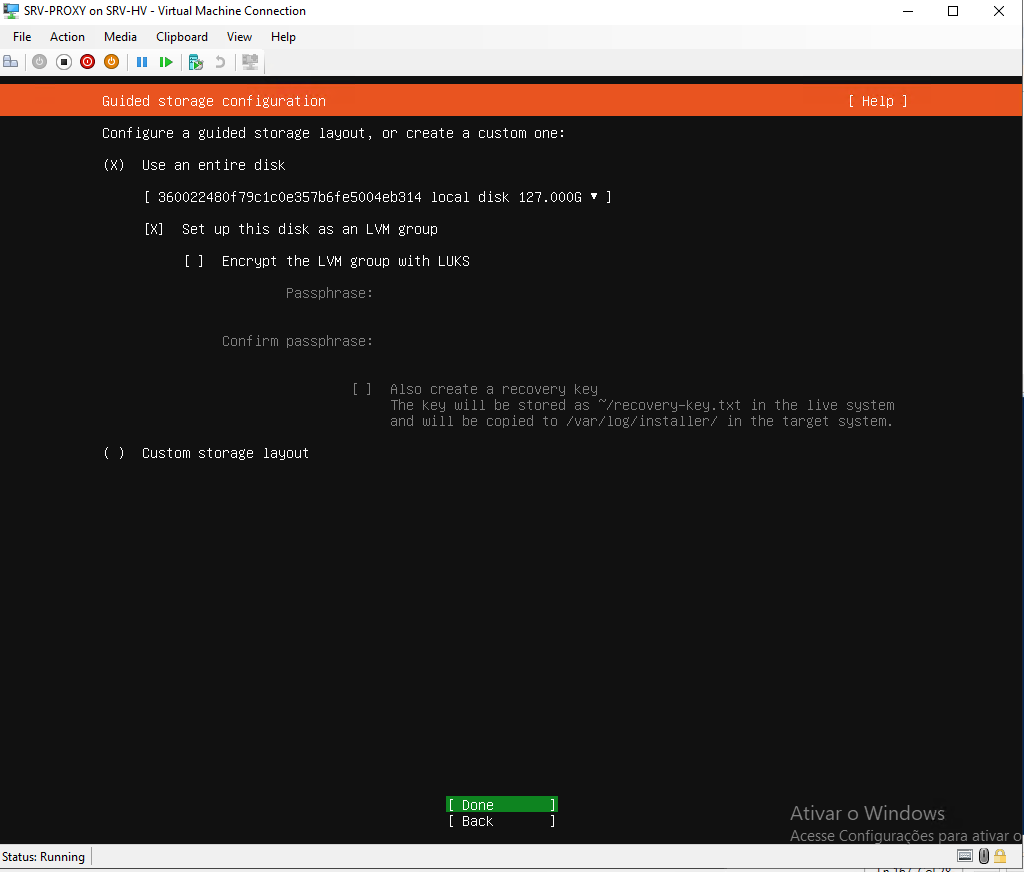 SRV-PROXY on SRV-HV - Virtual Machine Connection
File Action Media Clipboard View Help
Guided storage configuration [ Help ]
Configure a guided storage layout, or create a custom one:
(X) Use an entire disk
[ 360022480f79c1c0e357b6fe5004eb314 local disk 127.000G ▾ ]
[X] Set up this disk as an LVM group
[ ] Encrypt the LVM group with LUKS
Passphrase:
Confirm passphrase:
[ ] Also create a recovery key
The key will be stored as ~/recovery-key.txt in the live system
and will be copied to /var/log/installer/ in the target system.
( ) Custom storage layout
[ Done ]
[ Back ]
Ativar o Windows
Acesse Configurações para ativar o
Status: Running